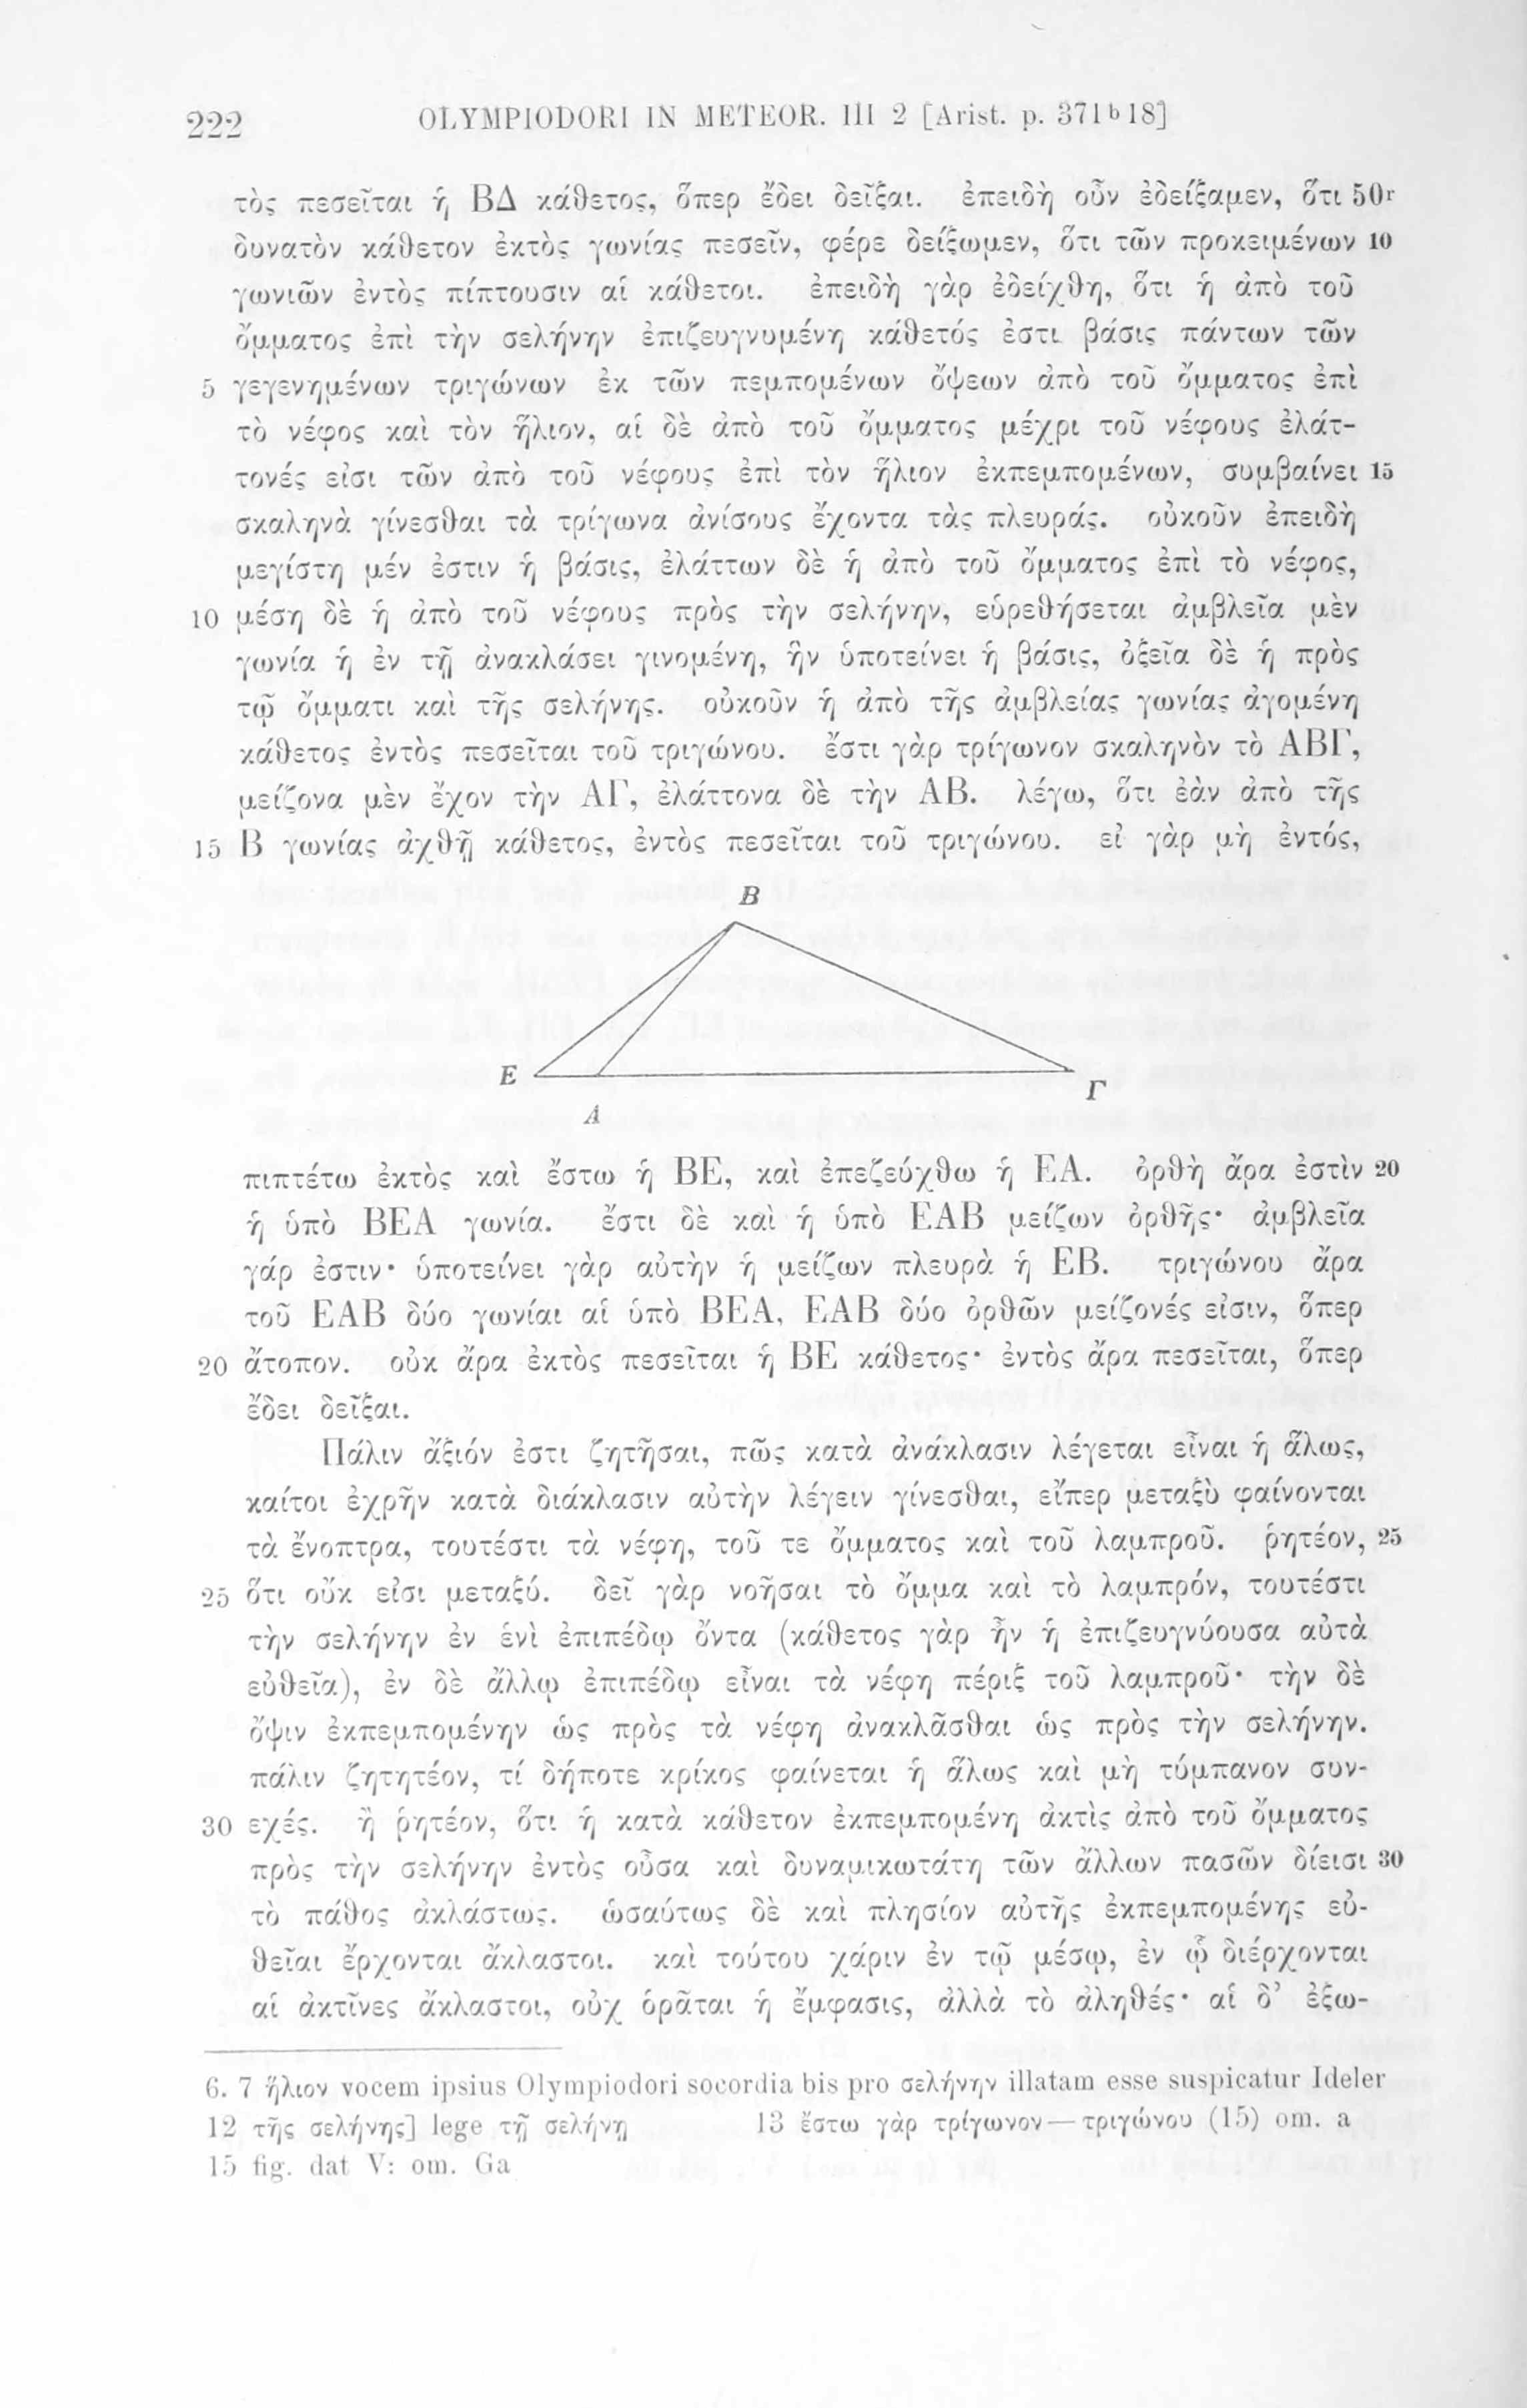 222 OLYMPIODORI IN METEOR. III 2 [Arist. p. 371b18]
τὸς πεσεῖται ἡ ΒΔ κάθετος, ὅπερ ἔδει δεῖξαι. ἐπειδὴ οὖν ἐδείξαμεν, ὅτι 50r
δυνατὸν κάθετον ἐκτὸς γωνίας πεσεῖν, φέρε δείξωμεν, ὅτι τῶν προκειμένων 10
γωνιῶν ἐντὸς πίπτουσιν αἱ κάθετοι. ἐπειδὴ γὰρ ἐδείχθη, ὅτι ἡ ἀπὸ τοῦ
ὄμματος ἐπὶ τὴν σελήνην ἐπιζευγνυμένη κάθετός ἐστι βάσις πάντων τῶν
5 γεγενημένων τριγώνων ἐκ τῶν πεμπομένων ὄψεων ἀπὸ τοῦ ὄμματος ἐπὶ
τὸ νέφος καὶ τὸν ἥλιον, αἱ δὲ ἀπὸ τοῦ ὄμματος μέχρι τοῦ νέφους ἐλάτ-
τονές εἰσι τῶν ἀπὸ τοῦ νέφους ἐπὶ τὸν ἥλιον ἐκπεμπομένων, συμβαίνει 15
σκαληνὰ γίνεσθαι τὰ τρίγωνα ἀνίσους ἔχοντα τὰς πλευράς. οὐκοῦν ἐπειδὴ
μεγίστη μέν ἐστιν ἡ βάσις, ἐλάττων δὲ ἡ ἀπὸ τοῦ ὄμματος ἐπὶ τὸ νέφος,
10 μέση δὲ ἡ ἀπὸ τοῦ νέφους πρὸς τὴν σελήνην, εὑρεθήσεται ἀμβλεῖα μὲν
γωνία ἡ ἐν τῇ ἀνακλάσει γινομένη, ἣν ὑποτείνει ἡ βάσις, ὀξεῖα δὲ ἡ πρὸς
τῷ ὄμματι καὶ τῆς σελήνης. οὐκοῦν ἡ ἀπὸ τῆς ἀμβλείας γωνίας ἀγομένη
κάθετος ἐντὸς πεσεῖται τοῦ τριγώνου. ἔστι γὰρ τρίγωνον σκαληνὸν τὸ ΑΒΓ,
μείζονα μὲν ἔχον τὴν ΑΓ, ἐλάττονα δὲ τὴν ΑΒ. λέγω, ὅτι ἐὰν ἀπὸ τῆς
15 Β γωνίας ἀχθῇ κάθετος, ἐντὸς πεσεῖται τοῦ τριγώνου. εἰ γὰρ μὴ ἐντός,
Β
Ε
Γ
Α
πιπτέτω ἐκτὸς καὶ ἔστω ἡ ΒΕ, καὶ ἐπεζεύχθω ἡ ΕΑ. ὀρθὴ ἄρα ἐστὶν 20
ἡ ὑπὸ ΒΕΑ γωνία. ἔστι δὲ καὶ ἡ ὑπὸ ΕΑΒ μείζων ὀρθῆς· ἀμβλεῖα
γάρ ἐστιν· ὑποτείνει γὰρ αὐτὴν ἡ μείζων πλευρὰ ἡ ΕΒ. τριγώνου ἄρα
τοῦ ΕΑΒ δύο γωνίαι αἱ ὑπὸ ΒΕΑ, ΕΑΒ δύο ὀρθῶν μείζονές εἰσιν, ὅπερ
20 ἄτοπον. οὐκ ἄρα ἐκτὸς πεσεῖται ἡ ΒΕ κάθετος· ἐντὸς ἄρα πεσεῖται, ὅπερ
ἔδει δεῖξαι.
Πάλιν ἄξιόν ἐστι ζητῆσαι, πῶς κατὰ ἀνάκλασιν λέγεται εἶναι ἡ ἅλως,
καίτοι ἐχρῆν κατὰ διάκλασιν αὐτὴν λέγειν γίνεσθαι, εἴπερ μεταξὺ φαίνονται
τὰ ἔνοπτρα, τουτέστι τὰ νέφη, τοῦ τε ὄμματος καὶ τοῦ λαμπροῦ. ῥητέον, 25
25 ὅτι οὔκ εἰσι μεταξύ. δεῖ γὰρ νοῆσαι τὸ ὄμμα καὶ τὸ λαμπρόν, τουτέστι
τὴν σελήνην ἐν ἑνὶ ἐπιπέδῳ ὄντα (κάθετος γὰρ ἦν ἡ ἐπιζευγνύουσα αὐτὰ
εὐθεῖα), ἐν δὲ ἄλλῳ ἐπιπέδῳ εἶναι τὰ νέφη πέριξ τοῦ λαμπροῦ· τὴν δὲ
ὄψιν ἐκπεμπομένην ὡς πρὸς τὰ νέφη ἀνακλᾶσθαι ὡς πρὸς τὴν σελήνην.
πάλιν ζητητέον, τί δήποτε κρίκος φαίνεται ἡ ἅλως καὶ μὴ τύμπανον συν-
30 εχές. ἢ ῥητέον, ὅτι ἡ κατὰ κάθετον ἐκπεμπομένη ἀκτὶς ἀπὸ τοῦ ὄμματος
πρὸς τὴν σελήνην ἐντὸς οὖσα καὶ δυναμικωτάτη τῶν ἄλλων πασῶν δίεισι 30
τὸ πάθος ἀκλάστως. ὡσαύτως δὲ καὶ πλησίον αὐτῆς ἐκπεμπομένης εὐ-
θεῖαι ἔρχονται ἄκλαστοι. καὶ τούτου χάριν ἐν τῷ μέσῳ, ἐν ᾧ διέρχονται
αἱ ἀκτῖνες ἄκλαστοι, οὐχ ὁρᾶται ἡ ἔμφασις, ἀλλὰ τὸ ἀληθές· αἱ δ’ ἐξω-
6. 7 ἥλιον vocem ipsius Olympiodori socordia bis pro σελήνην illatam esse suspicatur Ideler
12 τῆς σελήνης] lege τῇ σελήνῃ 13 ἔστω γὰρ τρίγωνον — τριγώνου (15) om. a
15 fig. dat V: om. Ga